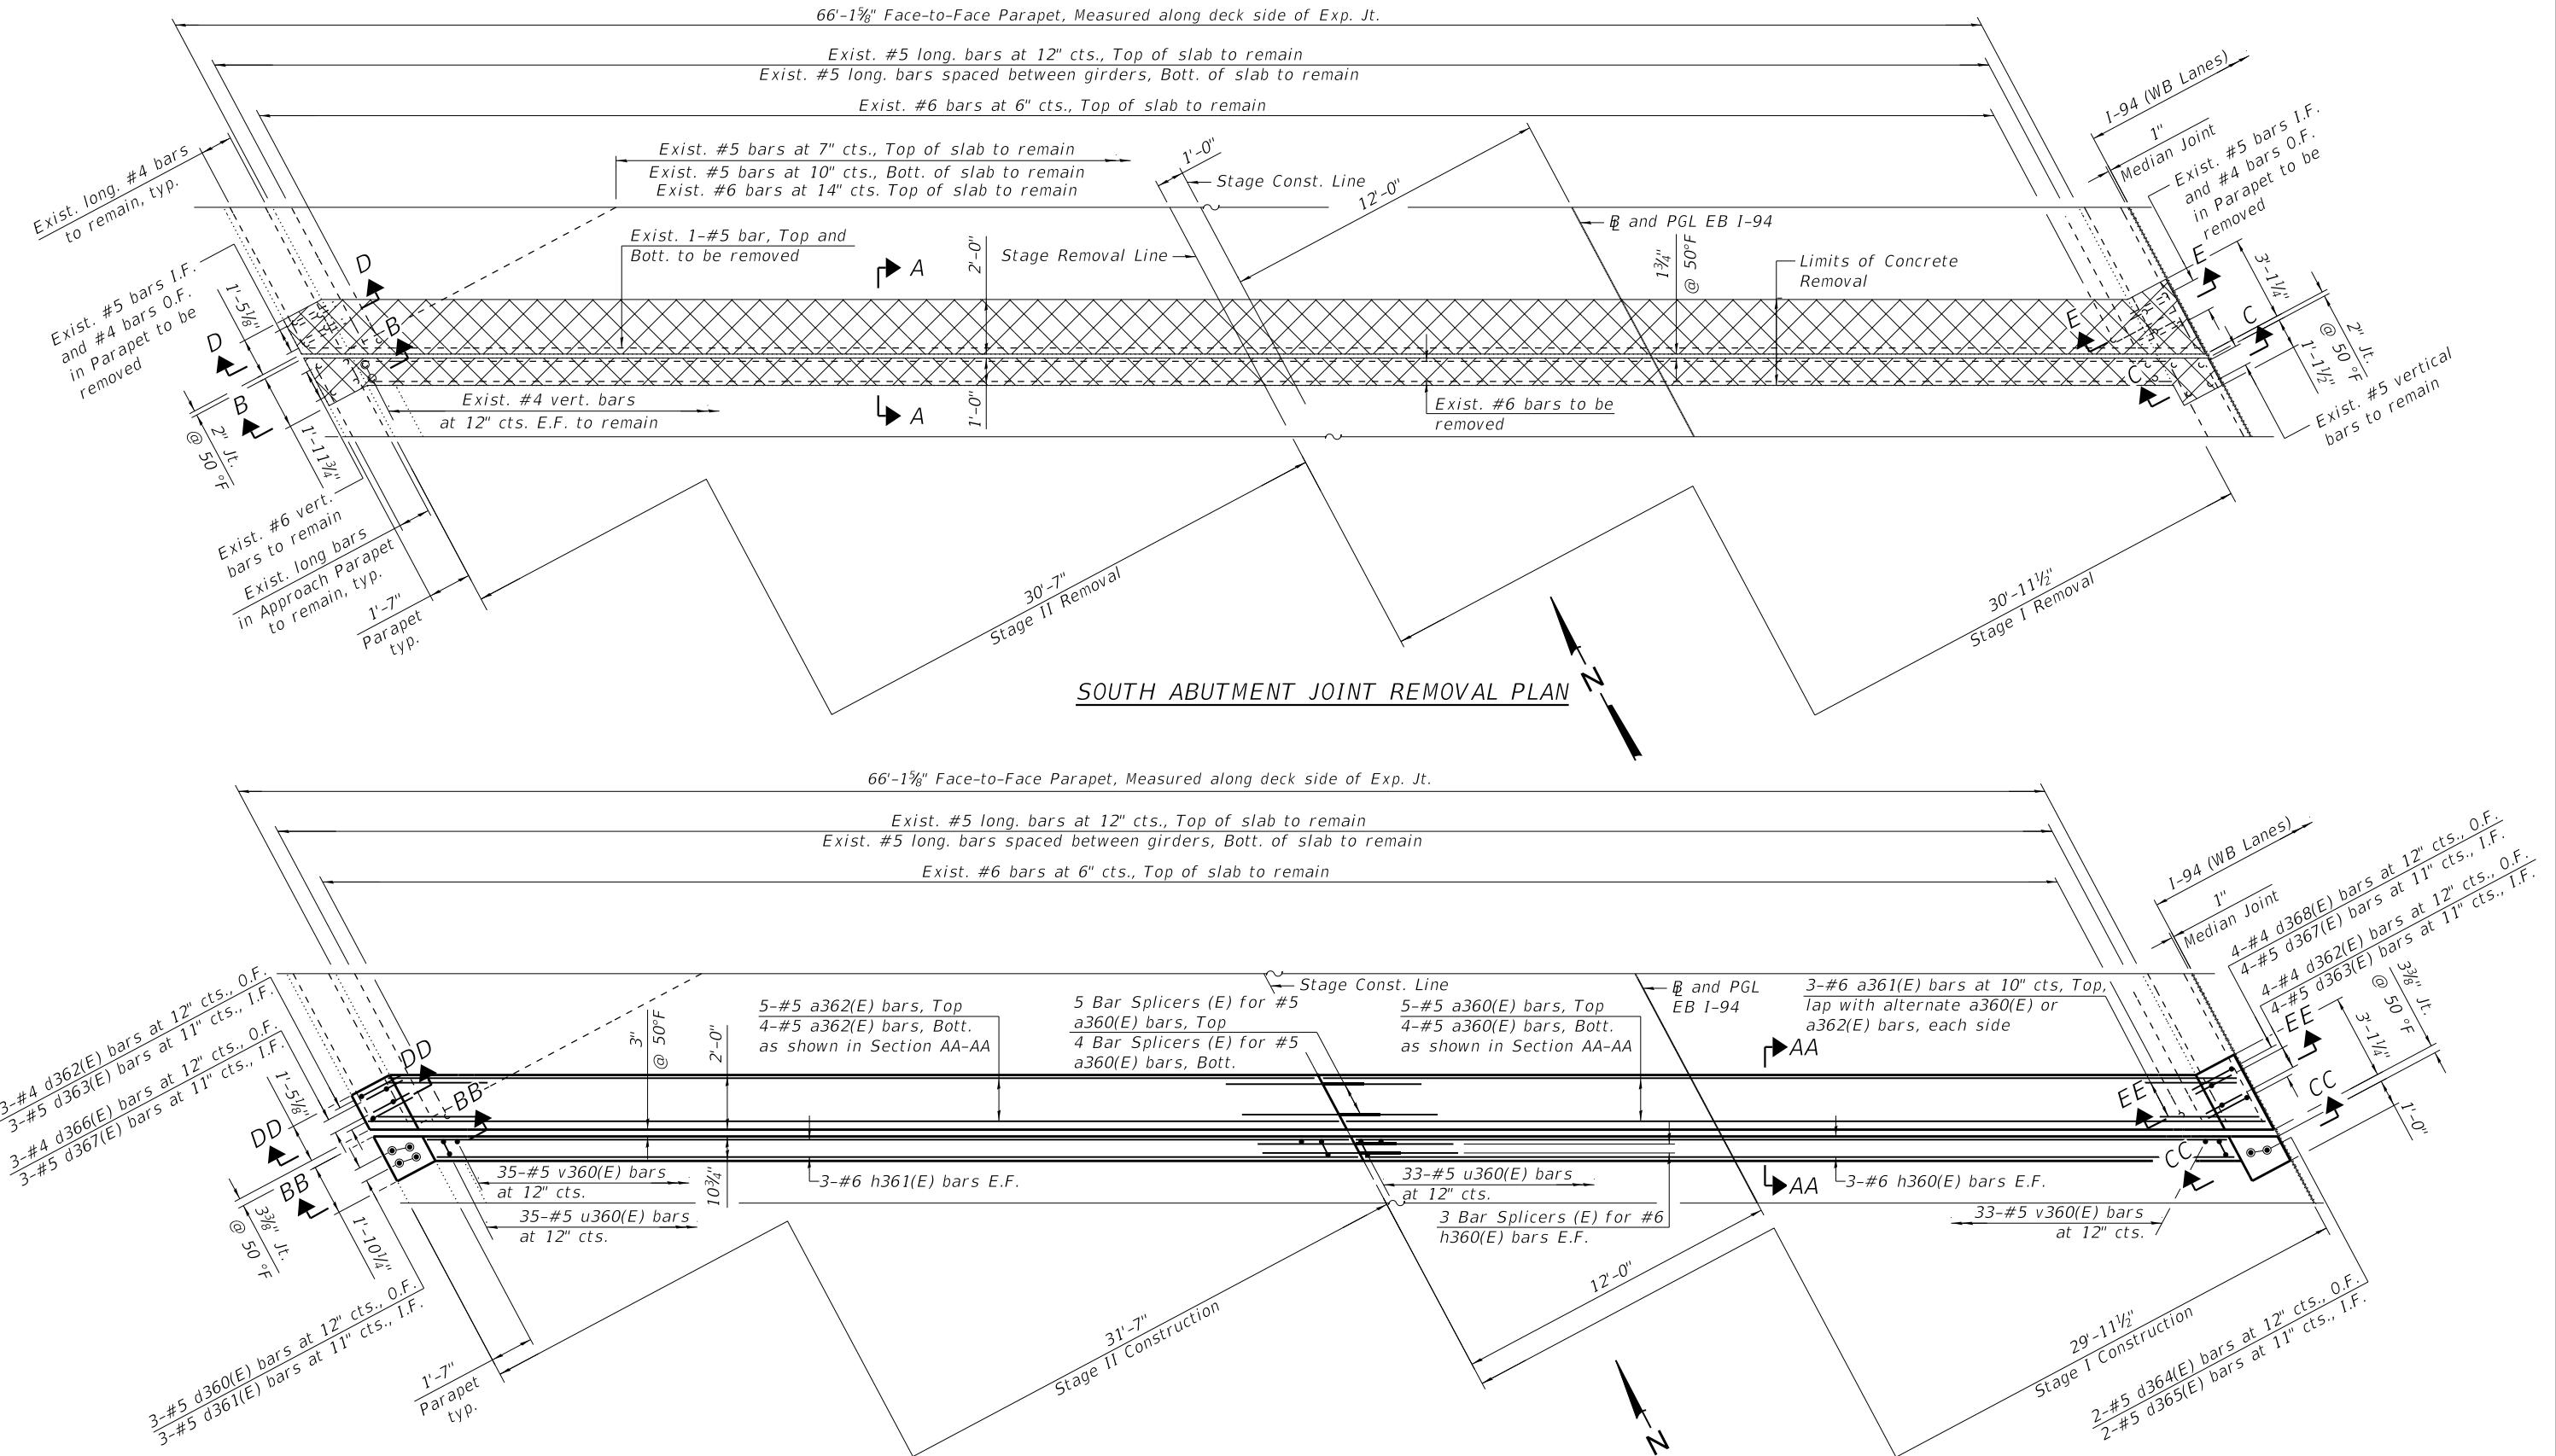 66'-1⅝" Face-to-Face Parapet, Measured along deck side of Exp. Jt.
Exist. #5 long. bars at 12" cts., Top of slab to remain
Exist. #5 long. bars spaced between girders, Bott. of slab to remain
Exist. #6 bars at 6" cts., Top of slab to remain
Exist. long. #4 bars
to remain, typ.
Exist. #5 bars at 7" cts., Top of slab to remain
Exist. #5 bars at 10" cts., Bott. of slab to remain
Exist. #6 bars at 14" cts. Top of slab to remain
1'-0"
Stage Const. Line
12'-0"
I-94 (WB Lanes)
1"
Median Joint
Exist. #5 bars I.F.
and #4 bars O.F.
in Parapet to be
removed
Exist. 1-#5 bar, Top and
Bott. to be removed
A
2'-0"
Stage Removal Line
℄ and PGL EB I-94
1¾"
@ 50°F
Limits of Concrete
Removal
E
3'-1¼"
C
2" Jt.
@ 50 °F
1'-1½"
Exist. #5 bars I.F.
and #4 bars O.F.
in Parapet to be
removed
1'-5⅛"
D
D
B
B
E
C
2" Jt.
@ 50 °F
1'-11¾"
Exist. #4 vert. bars
at 12" cts. E.F. to remain
A
1'-0"
Exist. #6 bars to be
removed
Exist. #5 vertical
bars to remain
Exist. #6 vert.
bars to remain
Exist. long bars
in Approach Parapet
to remain, typ.
1'-7"
Parapet
typ.
30'-7"
Stage II Removal
30'-11½"
Stage I Removal
SOUTH ABUTMENT JOINT REMOVAL PLAN
N
66'-1⅝" Face-to-Face Parapet, Measured along deck side of Exp. Jt.
Exist. #5 long. bars at 12" cts., Top of slab to remain
Exist. #5 long. bars spaced between girders, Bott. of slab to remain
Exist. #6 bars at 6" cts., Top of slab to remain
I-94 (WB Lanes)
1"
Median Joint
4-#4 d368(E) bars at 12" cts., O.F.
4-#5 d367(E) bars at 11" cts., I.F.
4-#4 d362(E) bars at 12" cts., O.F.
4-#5 d363(E) bars at 11" cts., I.F.
3-#4 d362(E) bars at 12" cts., O.F.
3-#5 d363(E) bars at 11" cts., I.F.
3-#4 d366(E) bars at 12" cts., O.F.
3-#5 d367(E) bars at 11" cts., I.F.
3"
@ 50°F
2'-0"
5-#5 a362(E) bars, Top
4-#5 a362(E) bars, Bott.
as shown in Section AA-AA
Stage Const. Line
5 Bar Splicers (E) for #5
a360(E) bars, Top
4 Bar Splicers (E) for #5
a360(E) bars, Bott.
5-#5 a360(E) bars, Top
4-#5 a360(E) bars, Bott.
as shown in Section AA-AA
℄ and PGL
EB I-94
3-#6 a361(E) bars at 10" cts, Top,
lap with alternate a360(E) or
a362(E) bars, each side
AA
EE
3'-1¼"
3⅜" Jt.
@ 50 °F
CC
1'-0"
1'-5⅛"
DD
DD
BB
BB
EE
CC
3⅜" Jt.
@ 50 °F
1'-10¼"
35-#5 v360(E) bars
at 12" cts.
35-#5 u360(E) bars
at 12" cts.
10¾"
3-#6 h361(E) bars E.F.
33-#5 u360(E) bars
at 12" cts.
3 Bar Splicers (E) for #6
h360(E) bars E.F.
AA
3-#6 h360(E) bars E.F.
33-#5 v360(E) bars
at 12" cts.
3-#5 d360(E) bars at 12" cts., O.F.
3-#5 d361(E) bars at 11" cts., I.F.
1'-7"
Parapet
typ.
31'-7"
Stage II Construction
12'-0"
29'-11½"
Stage I Construction
2-#5 d364(E) bars at 12" cts., O.F.
2-#5 d365(E) bars at 11" cts., I.F.
N